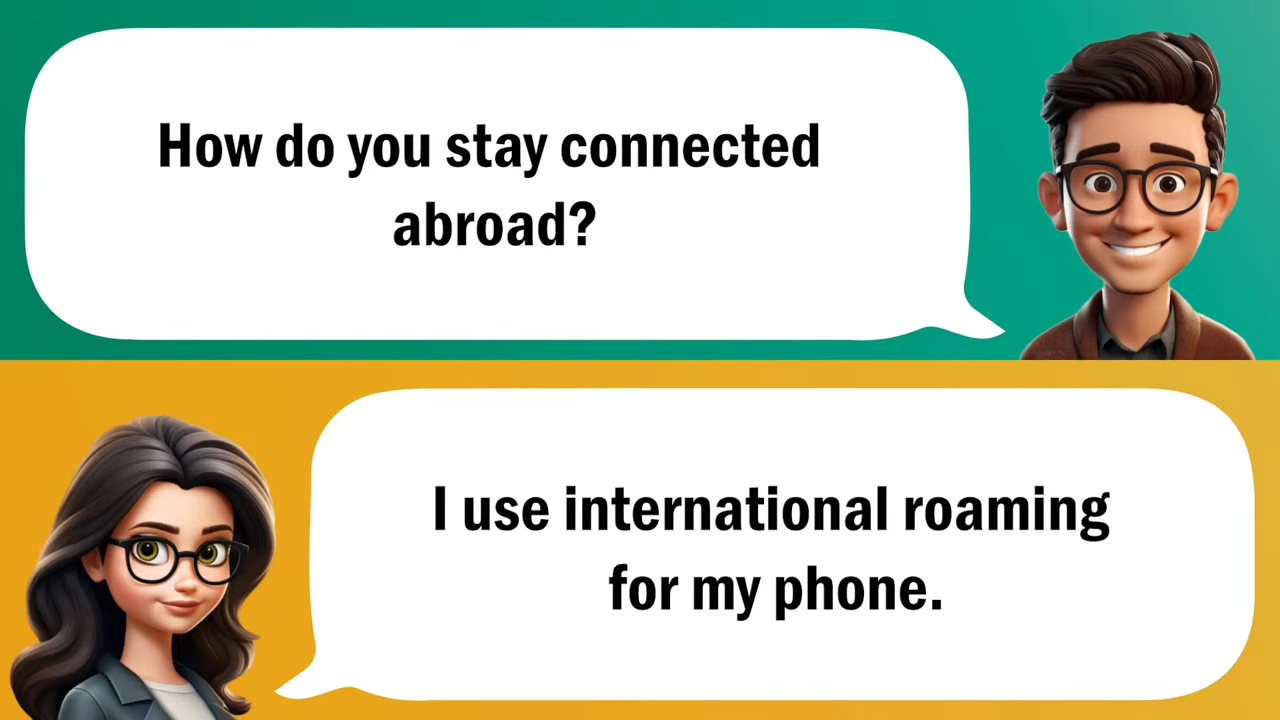 How do you stay connected
abroad?
I use international roaming
for my phone.